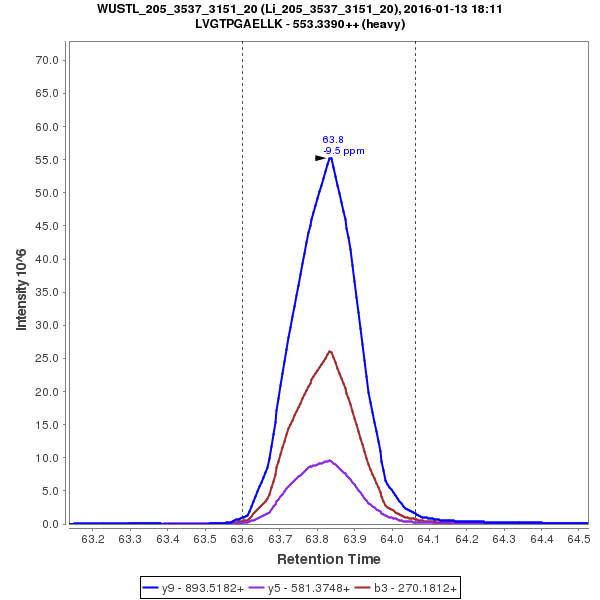 WUSTL_205_3537_3151_20 (Li_205_3537_3151_20), 2016-01-13 18:11
LVGTPGAELLK - 553.3390++ (heavy)
70.0
65.0
60.0
55.0
50.0
45.0
40.0
35.0
30.0
25.0
20.0
15.0
10.0
5.0
0.0
Intensity 10^6
63.8
-9.5 ppm
63.2 63.3 63.4 63.5 63.6 63.7 63.8 63.9 64.0 64.1 64.2 64.3 64.4 64.5
Retention Time
y9 - 893.5182+ y5 - 581.3748+ b3 - 270.1812+